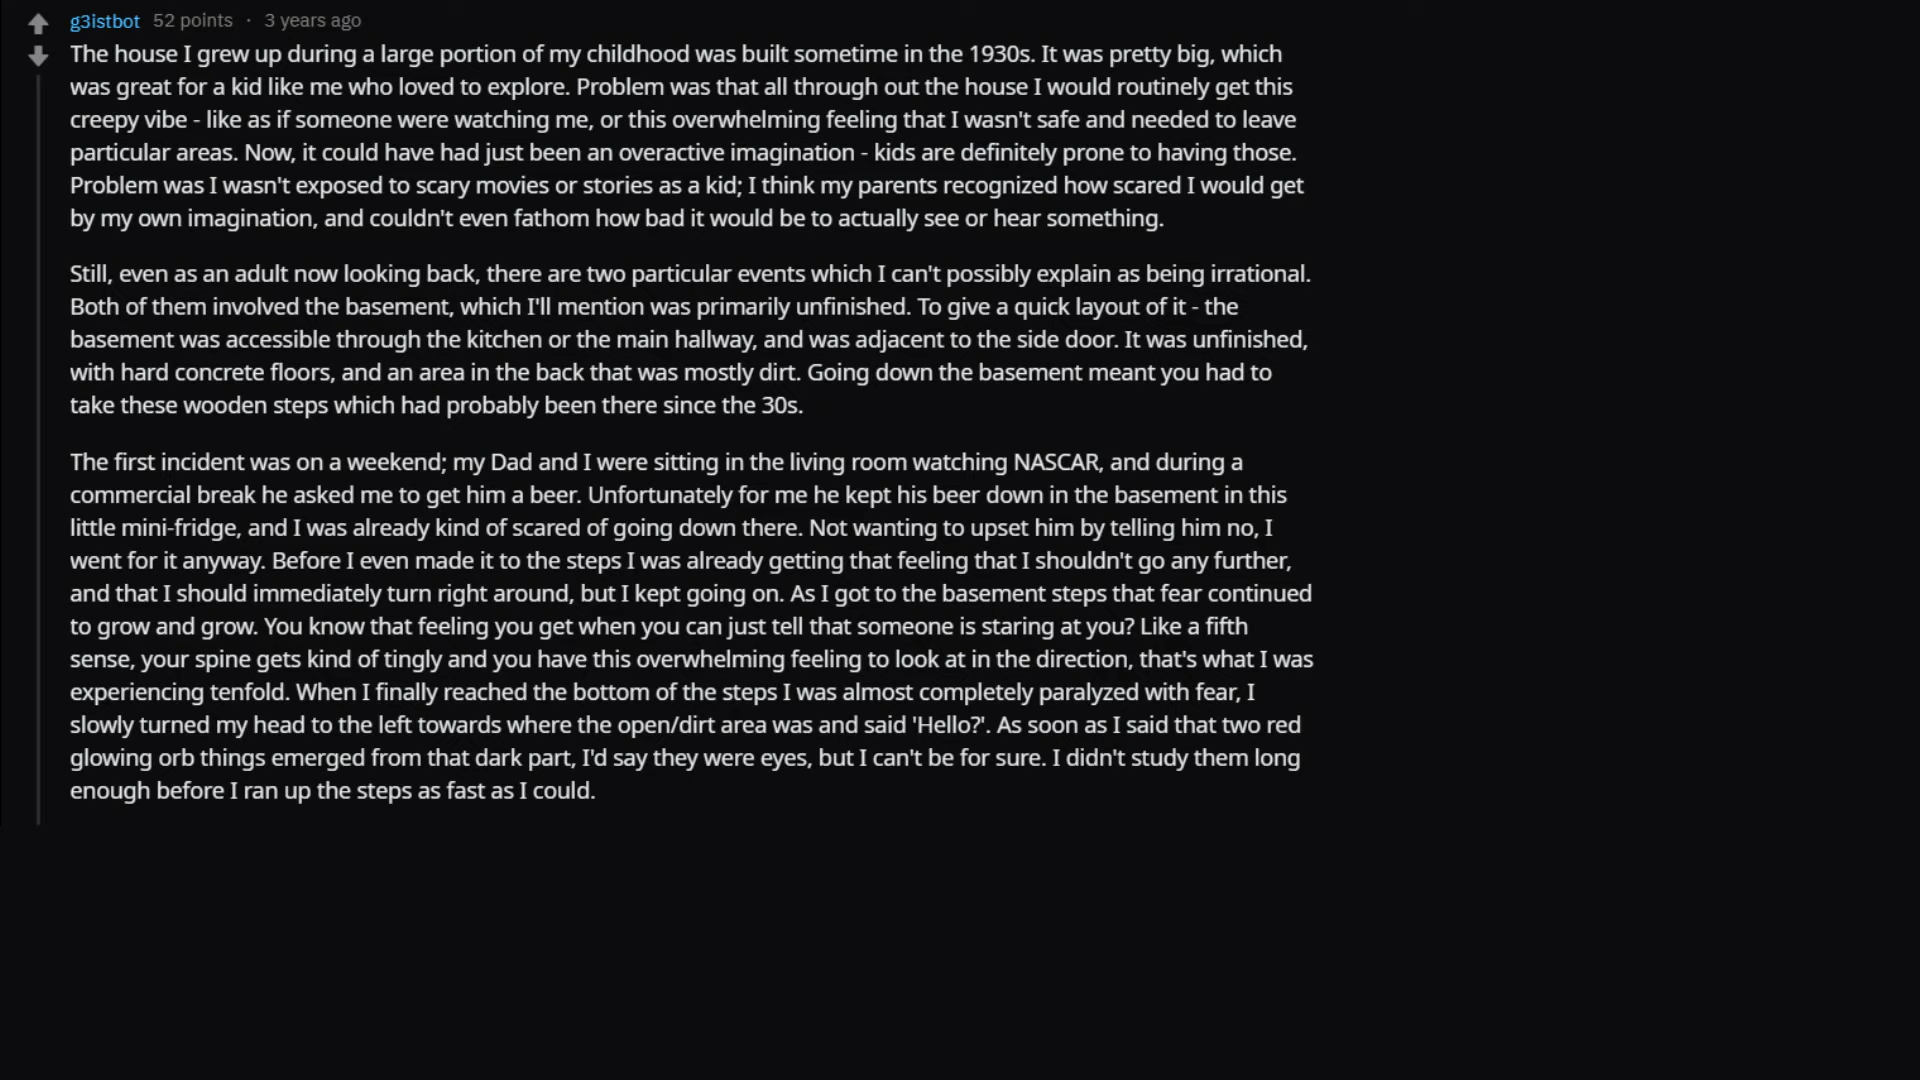 g3istbot 52 points · 3 years ago
The house I grew up during a large portion of my childhood was built sometime in the 1930s. It was pretty big, which
was great for a kid like me who loved to explore. Problem was that all through out the house I would routinely get this
creepy vibe - like as if someone were watching me, or this overwhelming feeling that I wasn't safe and needed to leave
particular areas. Now, it could have had just been an overactive imagination - kids are definitely prone to having those.
Problem was I wasn't exposed to scary movies or stories as a kid; I think my parents recognized how scared I would get
by my own imagination, and couldn't even fathom how bad it would be to actually see or hear something.
Still, even as an adult now looking back, there are two particular events which I can't possibly explain as being irrational.
Both of them involved the basement, which I'll mention was primarily unfinished. To give a quick layout of it - the
basement was accessible through the kitchen or the main hallway, and was adjacent to the side door. It was unfinished,
with hard concrete floors, and an area in the back that was mostly dirt. Going down the basement meant you had to
take these wooden steps which had probably been there since the 30s.
The first incident was on a weekend; my Dad and I were sitting in the living room watching NASCAR, and during a
commercial break he asked me to get him a beer. Unfortunately for me he kept his beer down in the basement in this
little mini-fridge, and I was already kind of scared of going down there. Not wanting to upset him by telling him no, I
went for it anyway. Before I even made it to the steps I was already getting that feeling that I shouldn't go any further,
and that I should immediately turn right around, but I kept going on. As I got to the basement steps that fear continued
to grow and grow. You know that feeling you get when you can just tell that someone is staring at you? Like a fifth
sense, your spine gets kind of tingly and you have this overwhelming feeling to look at in the direction, that's what I was
experiencing tenfold. When I finally reached the bottom of the steps I was almost completely paralyzed with fear, I
slowly turned my head to the left towards where the open/dirt area was and said 'Hello?'. As soon as I said that two red
glowing orb things emerged from that dark part, I'd say they were eyes, but I can't be for sure. I didn't study them long
enough before I ran up the steps as fast as I could.